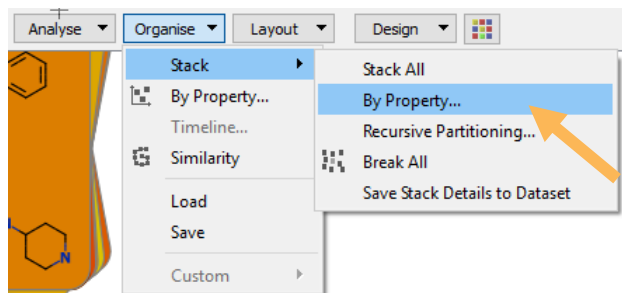 Analyse Organise Layout Design
Stack
By Property...
Timeline...
Similarity
Load
Save
Custom
Stack All
By Property...
Recursive Partitioning...
Break All
Save Stack Details to Dataset
N